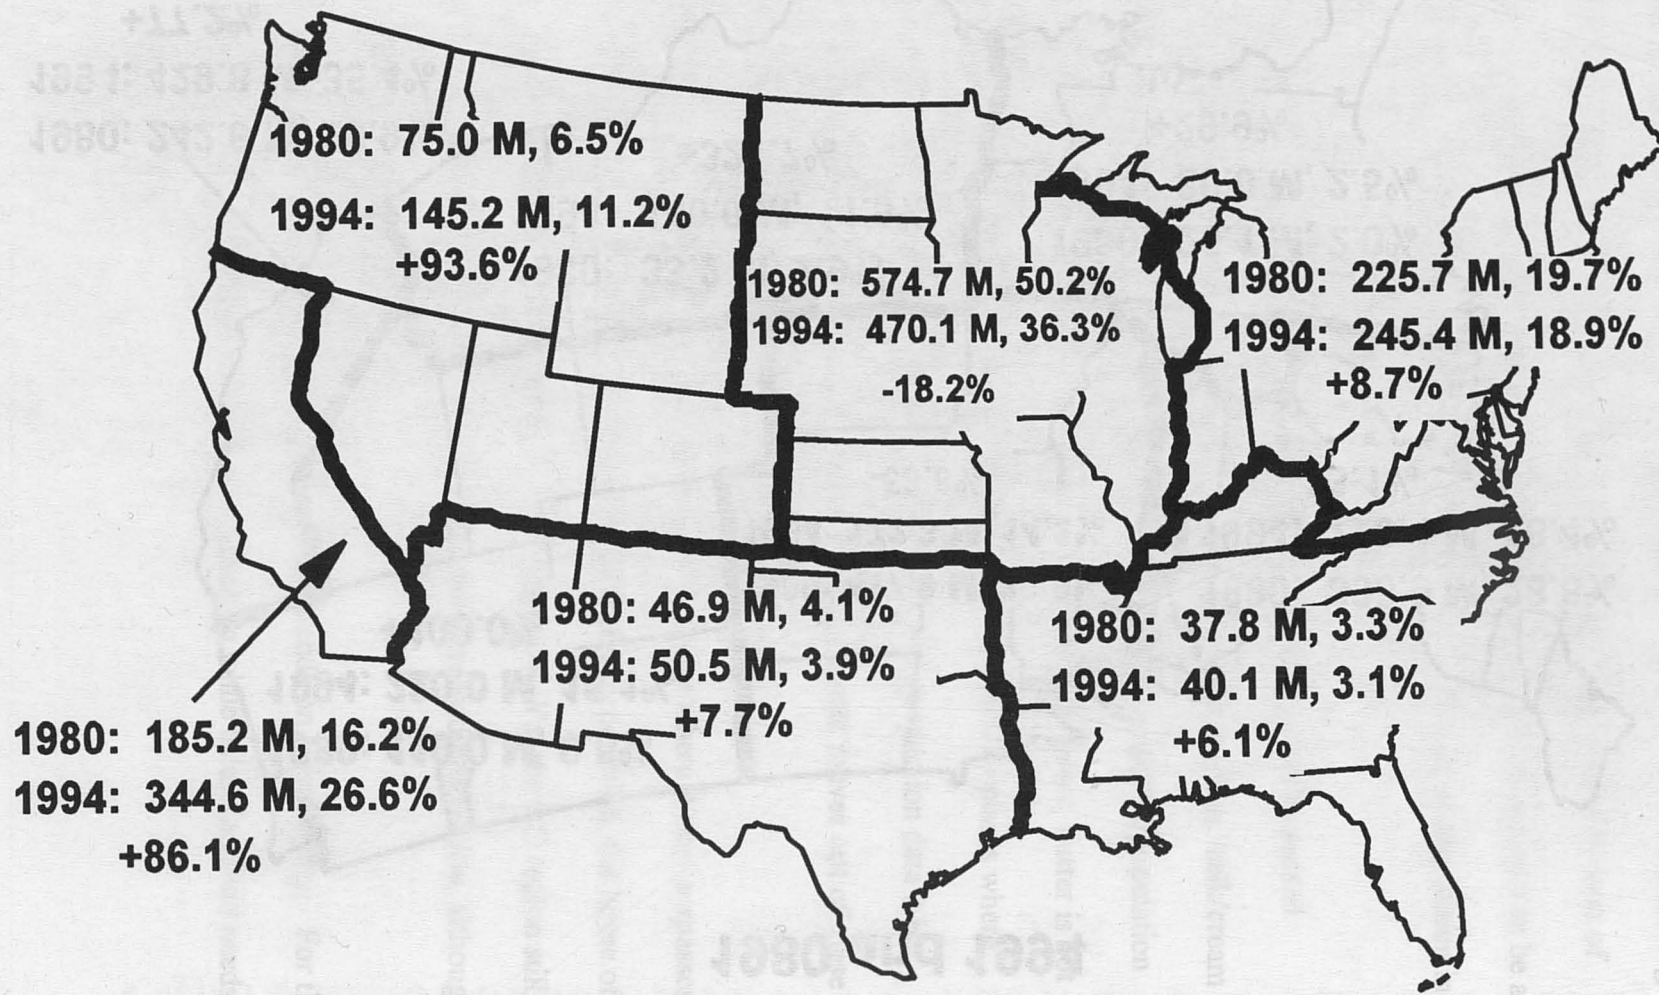 1980: 75.0 M, 6.5%
1994: 145.2 M, 11.2%
+93.6%
1980: 574.7 M, 50.2%
1994: 470.1 M, 36.3%
-18.2%
1980: 225.7 M, 19.7%
1994: 245.4 M, 18.9%
+8.7%
1980: 46.9 M, 4.1%
1994: 50.5 M, 3.9%
+7.7%
1980: 37.8 M, 3.3%
1994: 40.1 M, 3.1%
+6.1%
1980: 185.2 M, 16.2%
1994: 344.6 M, 26.6%
+86.1%